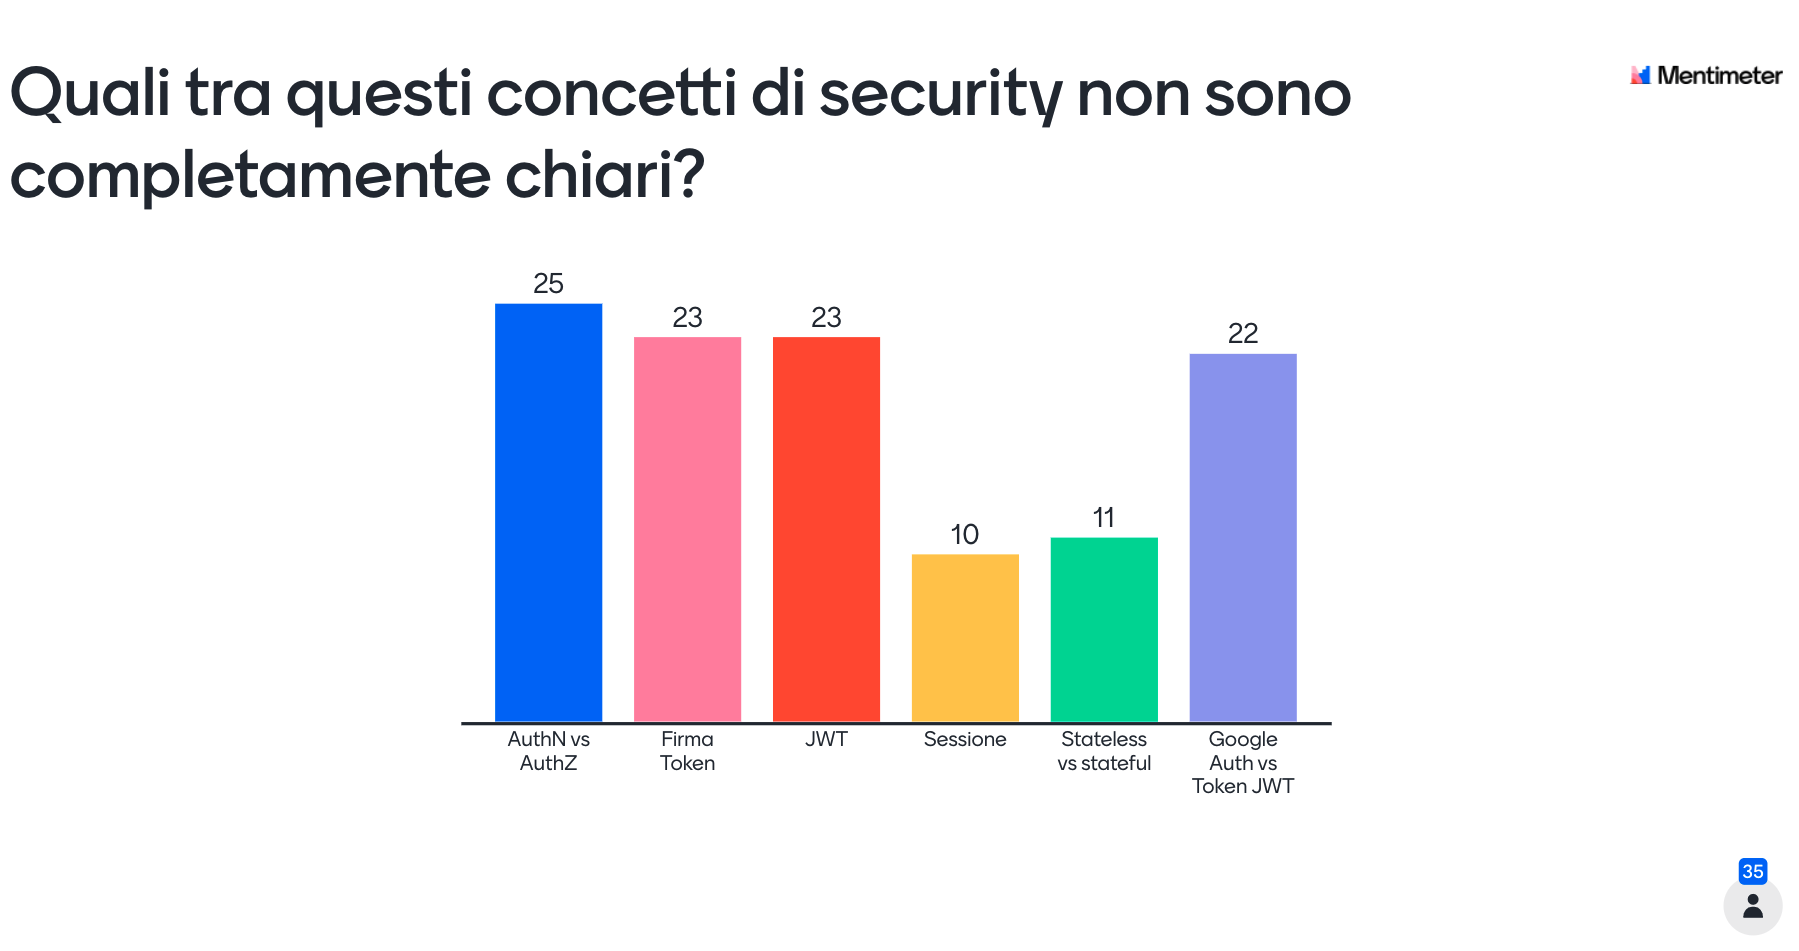 Quali tra questi concetti di security non sono
completamente chiari?
Mentimeter
25
23
23
10
11
22
AuthN vs
AuthZ
Firma
Token
JWT
Sessione
Stateless
vs stateful
Google
Auth vs
Token JWT
35